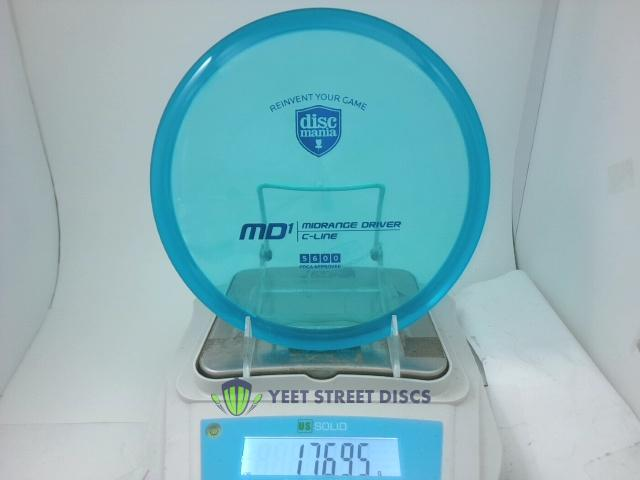 REINVENT YOUR GAME
disc
mania
MD1 MIDRANGE DRIVER
C-LINE
5 6 0 0
PDGA APPROVED
YEET STREET DISCS
US SOLID
176.95 g